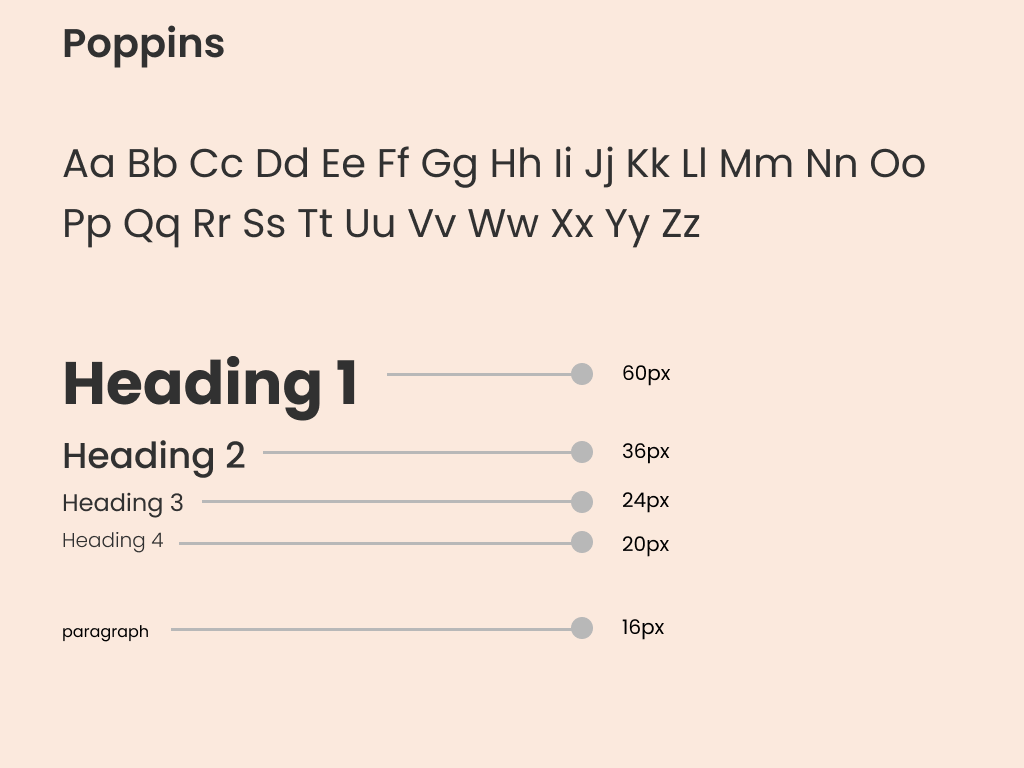 Poppins
Aa Bb Cc Dd Ee Ff Gg Hh Ii Jj Kk Ll Mm Nn Oo
Pp Qq Rr Ss Tt Uu Vv Ww Xx Yy Zz
Heading 1 60px
Heading 2 36px
Heading 3 24px
Heading 4 20px
paragraph 16px